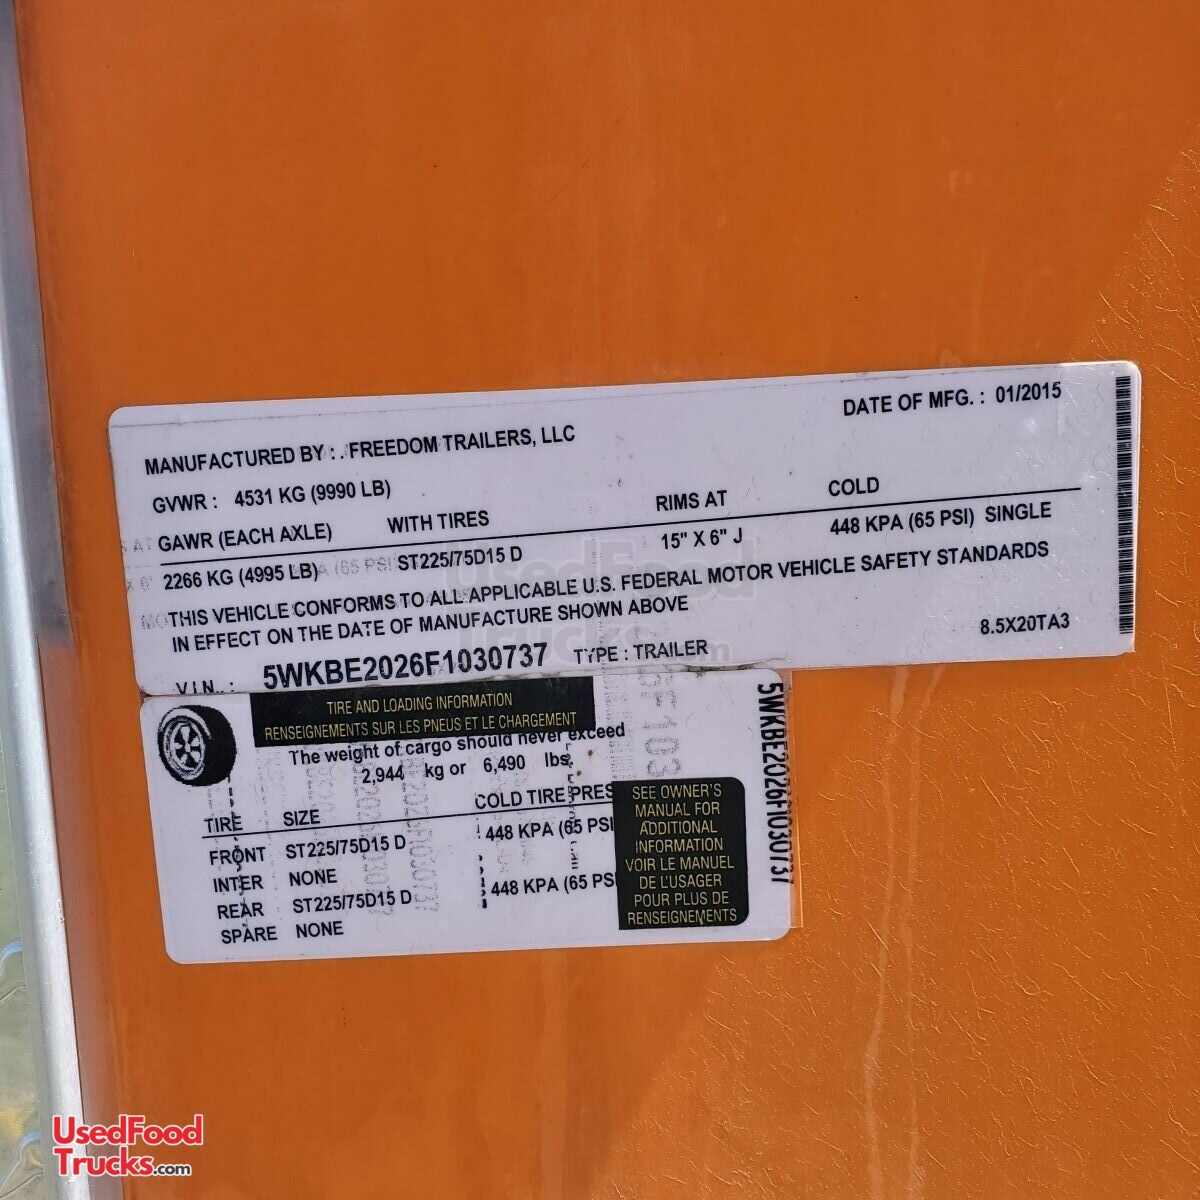 DATE OF MFG. : 01/2015
MANUFACTURED BY : . FREEDOM TRAILERS, LLC
GVWR : 4531 KG (9990 LB)
GAWR (EACH AXLE) WITH TIRES RIMS AT COLD
2266 KG (4995 LB) ST225/75D15 D 15" X 6" J 448 KPA (65 PSI) SINGLE
THIS VEHICLE CONFORMS TO ALL APPLICABLE U.S. FEDERAL MOTOR VEHICLE SAFETY STANDARDS
IN EFFECT ON THE DATE OF MANUFACTURE SHOWN ABOVE
V.I.N. : 5WKBE2026F1030737 TYPE : TRAILER 8.5X20TA3
TIRE AND LOADING INFORMATION
RENSEIGNEMENTS SUR LES PNEUS ET LE CHARGEMENT
The weight of cargo should never exceed
2,944 kg or 6,490 lbs.
TIRE SIZE COLD TIRE PRES
FRONT ST225/75D15 D 448 KPA (65 PSI
INTER NONE
REAR ST225/75D15 D 448 KPA (65 PSI
SPARE NONE
SEE OWNER'S
MANUAL FOR
ADDITIONAL
INFORMATION
VOIR LE MANUEL
DE L'USAGER
POUR PLUS DE
RENSEIGNEMENTS
5WKBE2026F1030737
UsedFood
Trucks.com
UsedFood
Trucks.com